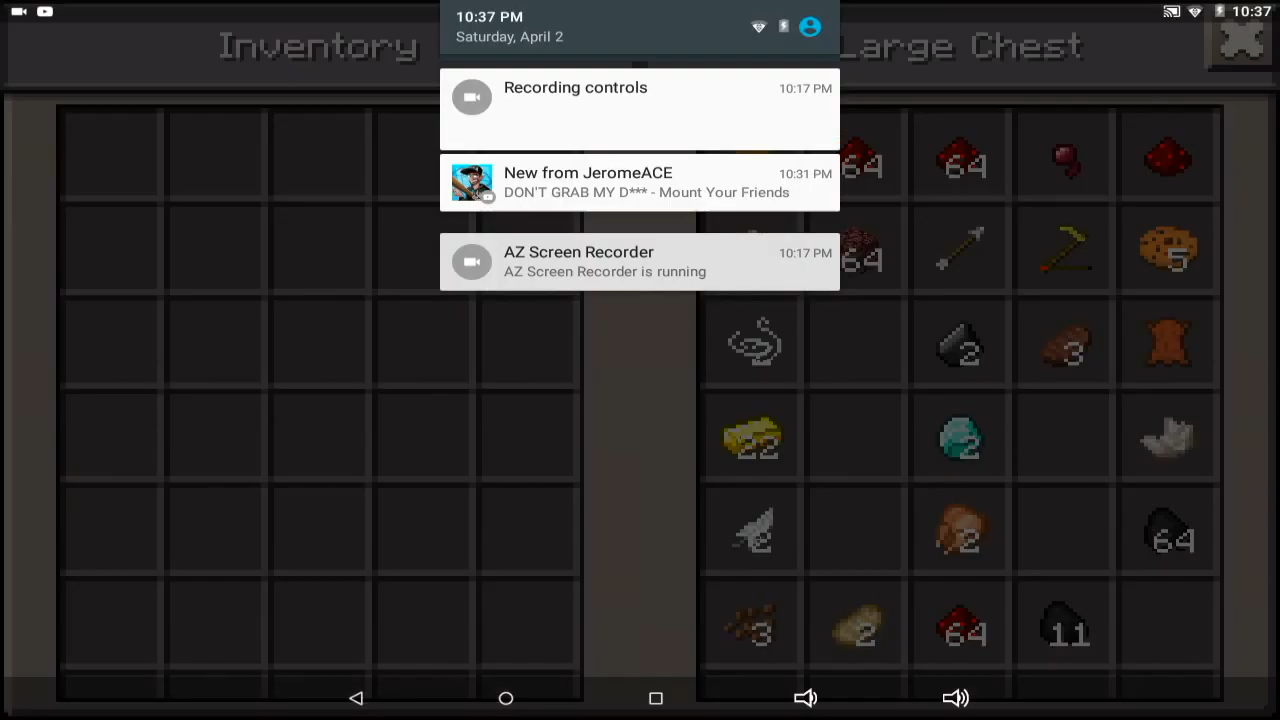 10:37
Inventory
Large Chest
10:37 PM
Saturday, April 2
Recording controls
10:17 PM
New from JeromeACE
10:31 PM
DON'T GRAB MY D*** - Mount Your Friends
AZ Screen Recorder
10:17 PM
AZ Screen Recorder is running
64
64
64
5
2
3
22
2
2
64
3
2
64
11